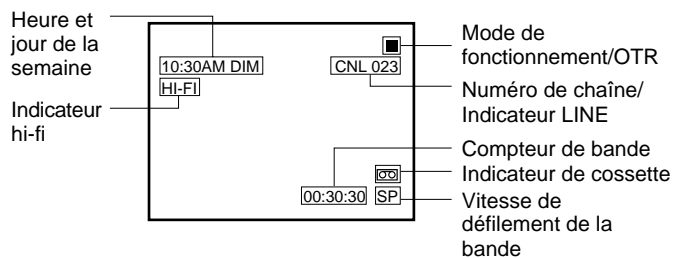 Heure et
jour de la
semaine
Indicateur
hi-fi
10:30AM DIM
CNL 023
HI-FI
00:30:30
SP
Mode de
fonctionnement/OTR
Numéro de chaîne/
Indicateur LINE
Compteur de bande
Indicateur de cossette
Vitesse de
défilement de la
bande